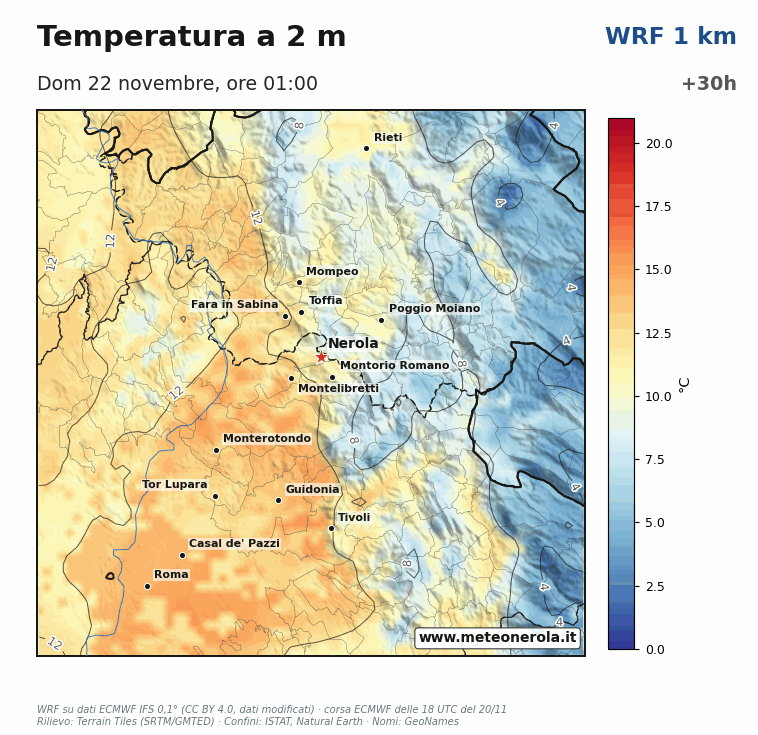 Temperatura a 2 m
WRF 1 km
Dom 22 novembre, ore 01:00
+30h
8
4
Rieti
20.0
4
12
12
12
17.5
Mompeo
4
Toffia
15.0
Fara in Sabina
Poggio Moiano
4
12.5
Nerola
8
Montorio Romano
°C
Montelibretti
12
10.0
8
Monterotondo
7.5
Tor Lupara
Guidonia
4
Tivoli
5.0
Casal de' Pazzi
8
Roma
4
2.5
4
12
www.meteonerola.it
0.0
WRF su dati ECMWF IFS 0,1° (CC BY 4.0, dati modificati) · corsa ECMWF delle 18 UTC del 20/11
Rilievo: Terrain Tiles (SRTM/GMTED) · Confini: ISTAT, Natural Earth · Nomi: GeoNames